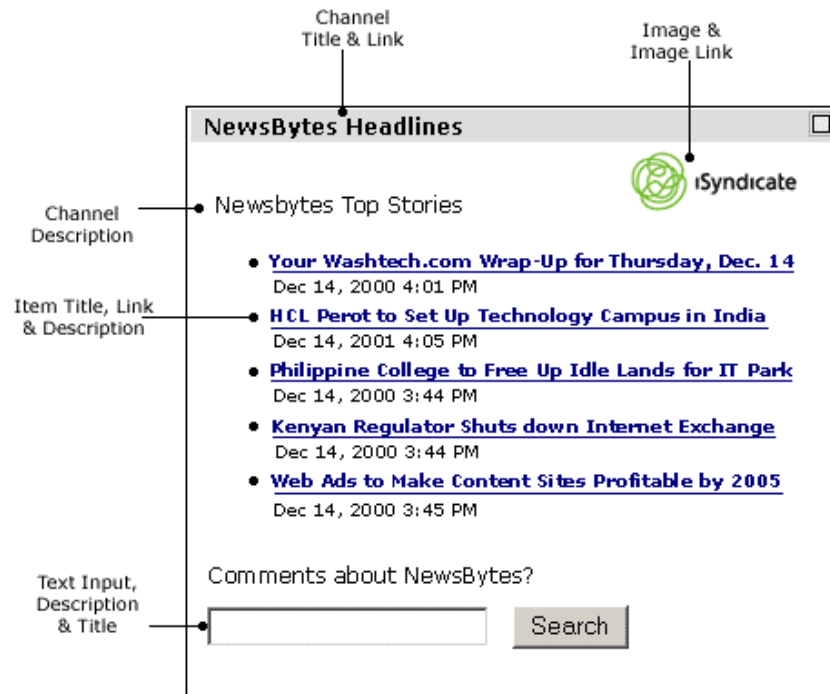 Channel
Title & Link
Image &
Image Link
NewsBytes Headlines
iSyndicate
Channel
Description
Newsbytes Top Stories
Your Washtech.com Wrap-Up for Thursday, Dec. 14
Dec 14, 2000 4:01 PM
Item Title, Link
& Description
HCL Perot to Set Up Technology Campus in India
Dec 14, 2001 4:05 PM
Philippine College to Free Up Idle Lands for IT Park
Dec 14, 2000 3:44 PM
Kenyan Regulator Shuts down Internet Exchange
Dec 14, 2000 3:44 PM
Web Ads to Make Content Sites Profitable by 2005
Dec 14, 2000 3:45 PM
Text Input,
Description
& Title
Comments about NewsBytes?
Search